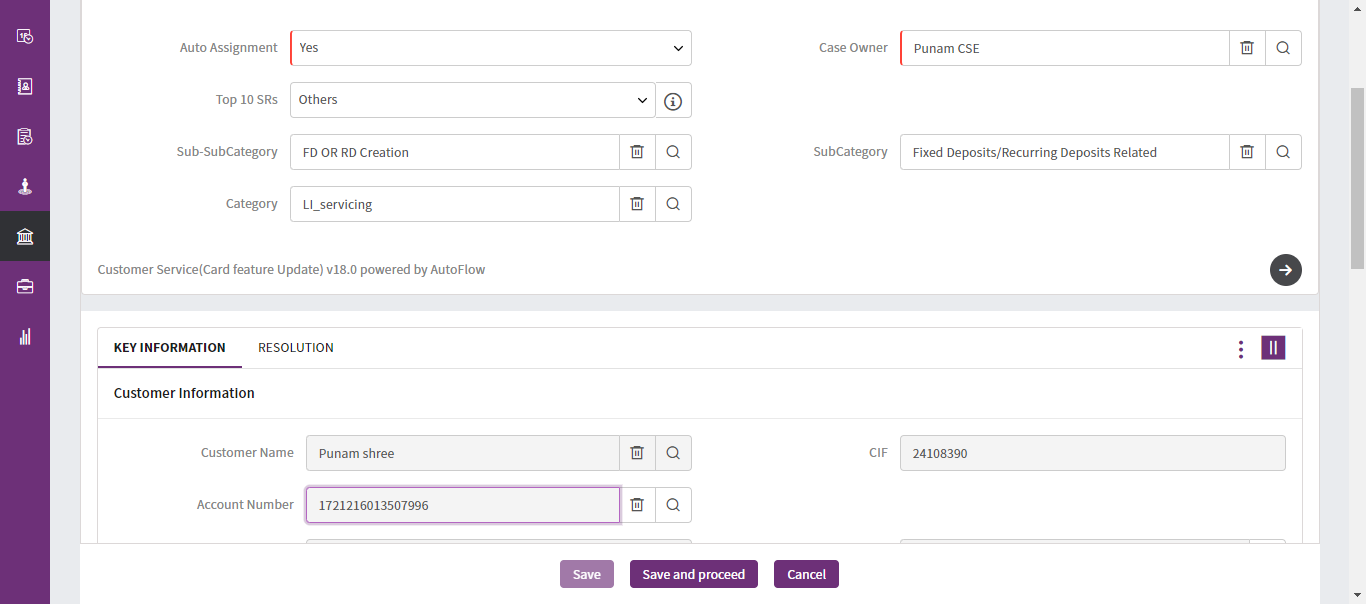 Auto Assignment Yes Case Owner Punam CSE
Top 10 SRs Others
Sub-SubCategory FD OR RD Creation SubCategory Fixed Deposits/Recurring Deposits Related
Category LI_servicing
Customer Service(Card feature Update) v18.0 powered by AutoFlow
KEY INFORMATION RESOLUTION
Customer Information
Customer Name Punam shree CIF 24108390
Account Number 1721216013507996
Save Save and proceed Cancel